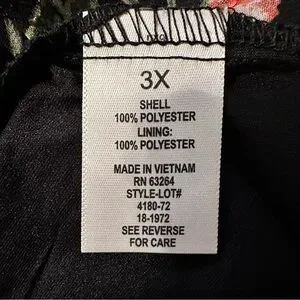 3X
SHELL
100% POLYESTER
LINING:
100% POLYESTER
MADE IN VIETNAM
RN 63264
STYLE-LOT#
4180-72
18-1972
SEE REVERSE
FOR CARE